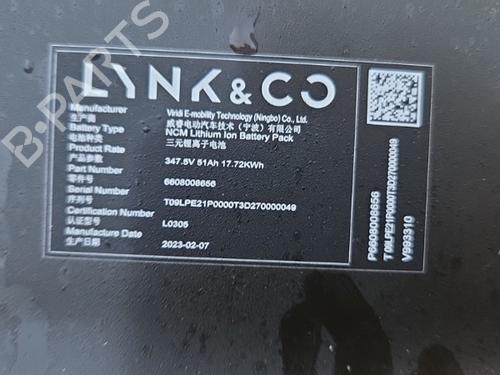 LYNK & CO
Manufacturer Viridi E-mobility Technology (Ningbo) Co., Ltd.
生产商 威睿电动汽车技术（宁波）有限公司
Battery Type NCM Lithium Ion Battery Pack
电池种类 三元锂离子电池
Product Rate
产品参数 347.5V 51Ah 17.72KWh
Part Number
零件号 6608008656
Serial Number
序列号 T09LPE21P0000T3D270000049
Certification Number
认证型号 L0305
Manufacture Date
生产日期 2023-02-07
P6608008656
T09LPE21P0000T3D270000049
V093310
B-PARTS